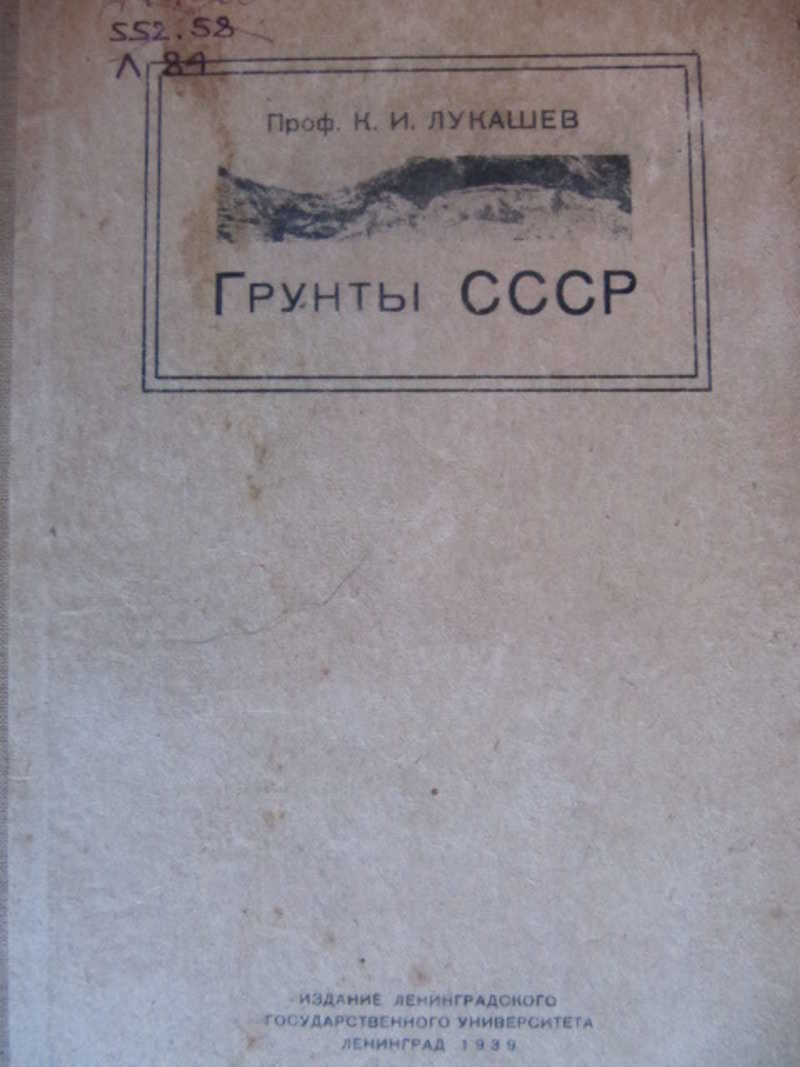 552.58
Л 84
Проф. К. И. ЛУКАШЕВ
ГРУНТЫ СССР
ИЗДАНИЕ ЛЕНИНГРАДСКОГО
ГОСУДАРСТВЕННОГО УНИВЕРСИТЕТА
ЛЕНИНГРАД 1939